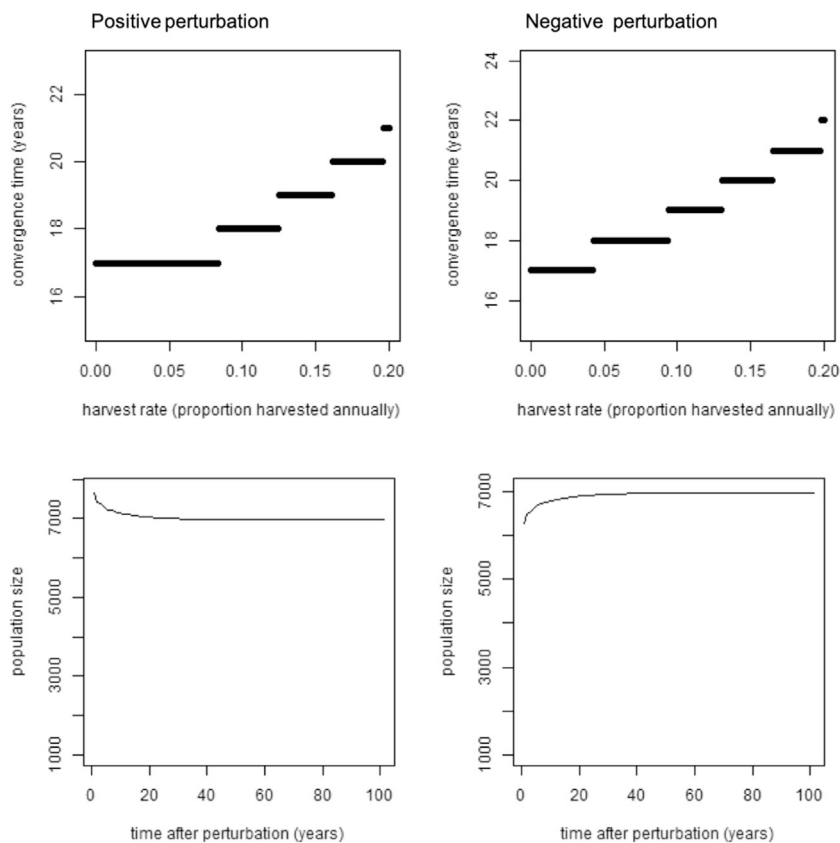 Positive perturbation
Negative perturbation
convergence time (years)
22
20
18
16
0.00 0.05 0.10 0.15 0.20
harvest rate (proportion harvested annually)
convergence time (years)
24
22
20
18
16
0.00 0.05 0.10 0.15 0.20
harvest rate (proportion harvested annually)
population size
7000
5000
3000
1000
0 20 40 60 80 100
time after perturbation (years)
population size
7000
5000
3000
1000
0 20 40 60 80 100
time after perturbation (years)